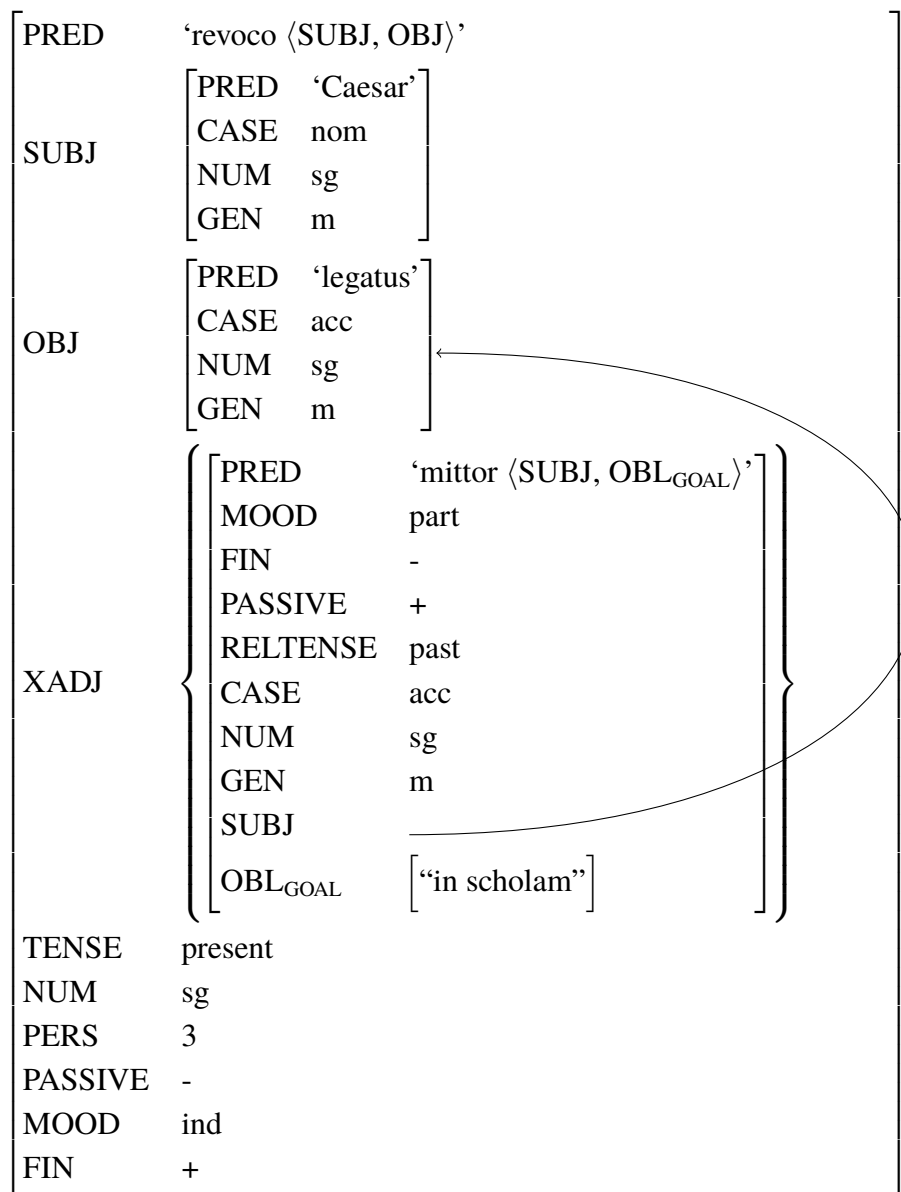 PRED ‘revoco ⟨SUBJ, OBJ⟩’
SUBJ
PRED ‘Caesar’
CASE nom
NUM sg
GEN m
OBJ
PRED ‘legatus’
CASE acc
NUM sg
GEN m
XADJ
PRED ‘mittor ⟨SUBJ, OBL_GOAL⟩’
MOOD part
FIN -
PASSIVE +
RELTENSE past
CASE acc
NUM sg
GEN m
SUBJ
OBL_GOAL “in scholam”
TENSE present
NUM sg
PERS 3
PASSIVE -
MOOD ind
FIN +